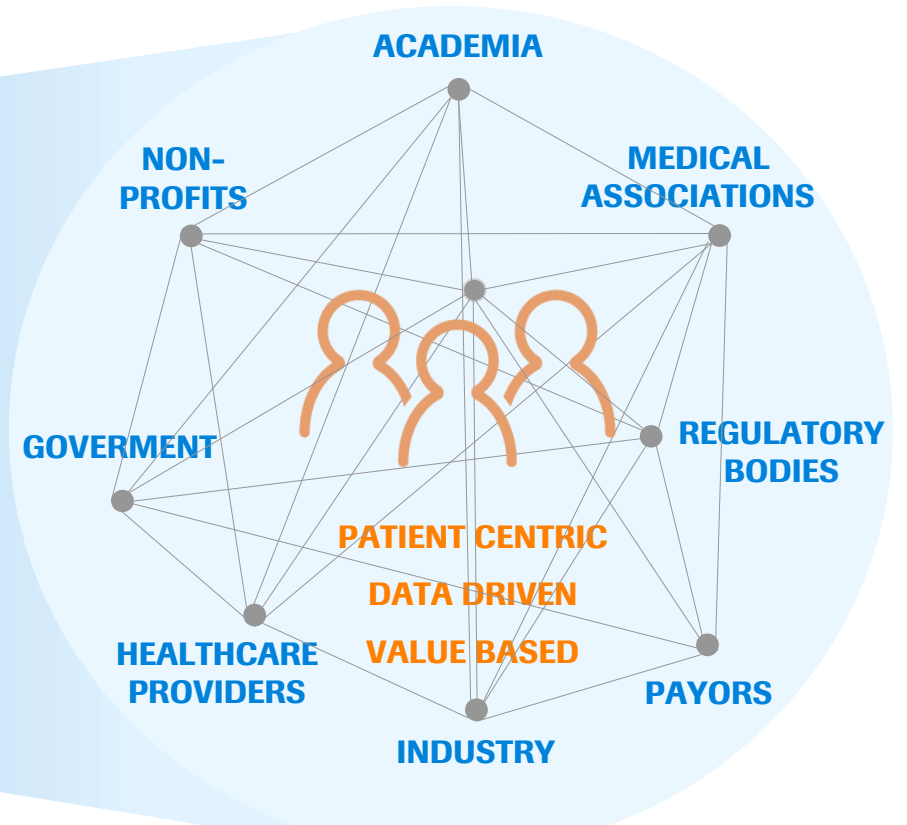 ACADEMIA
NON-
PROFITS
MEDICAL
ASSOCIATIONS
GOVERMENT
REGULATORY
BODIES
PATIENT CENTRIC
DATA DRIVEN
VALUE BASED
HEALTHCARE
PROVIDERS
PAYORS
INDUSTRY